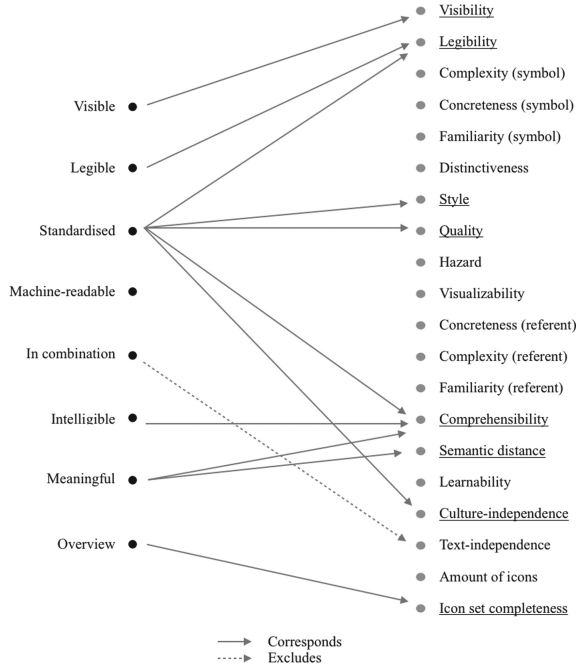 Visible
Legible
Standardised
Machine-readable
In combination
Intelligible
Meaningful
Overview
Visibility
Legibility
Complexity (symbol)
Concreteness (symbol)
Familiarity (symbol)
Distinctiveness
Style
Quality
Hazard
Visualizability
Concreteness (referent)
Complexity (referent)
Familiarity (referent)
Comprehensibility
Semantic distance
Learnability
Culture-independence
Text-independence
Amount of icons
Icon set completeness
Corresponds
Excludes